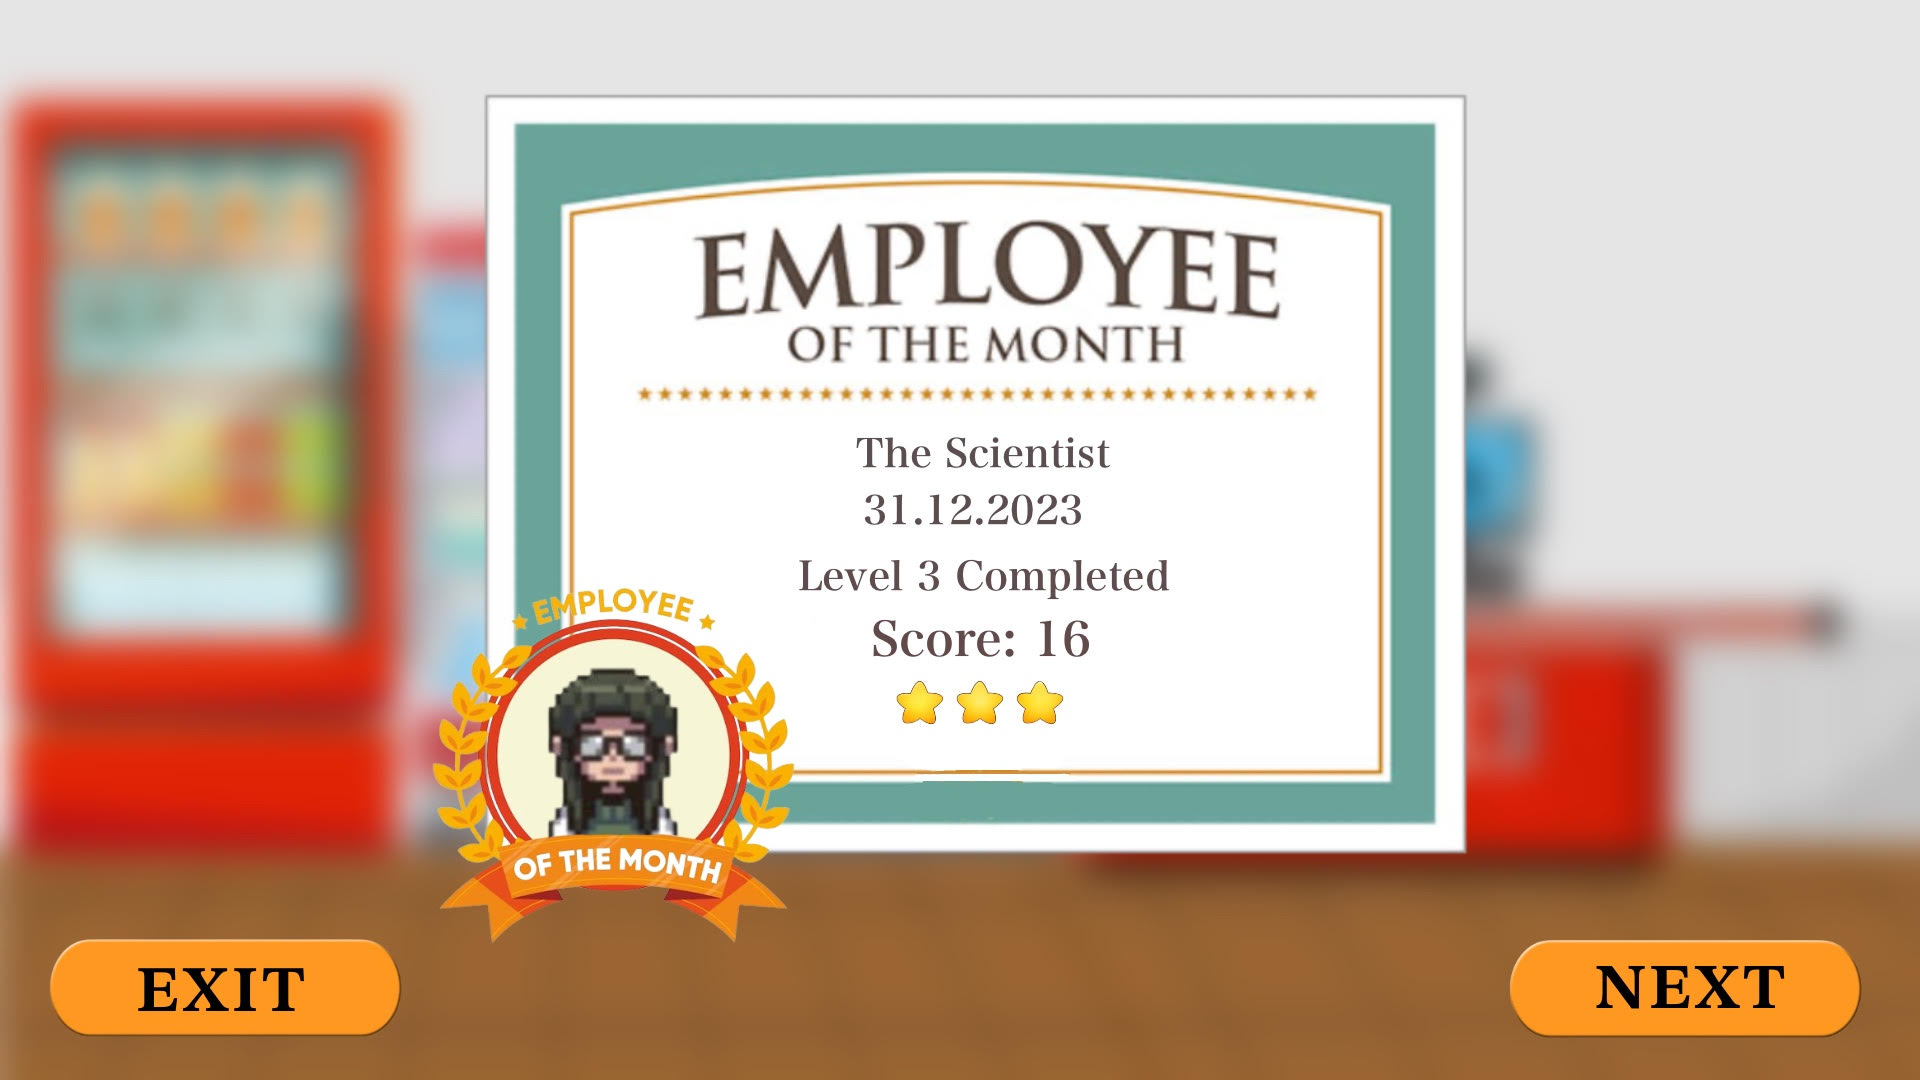 EMPLOYEE
OF THE MONTH
The Scientist
31.12.2023
Level 3 Completed
Score: 16
EMPLOYEE
OF THE MONTH
EXIT
NEXT